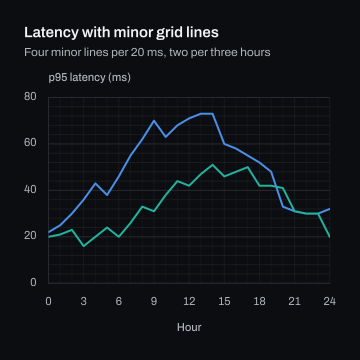 Latency with minor grid lines
Four minor lines per 20 ms, two per three hours
p95 latency (ms)
80
60
40
20
0
0 3 6 9 12 15 18 21 24
Hour